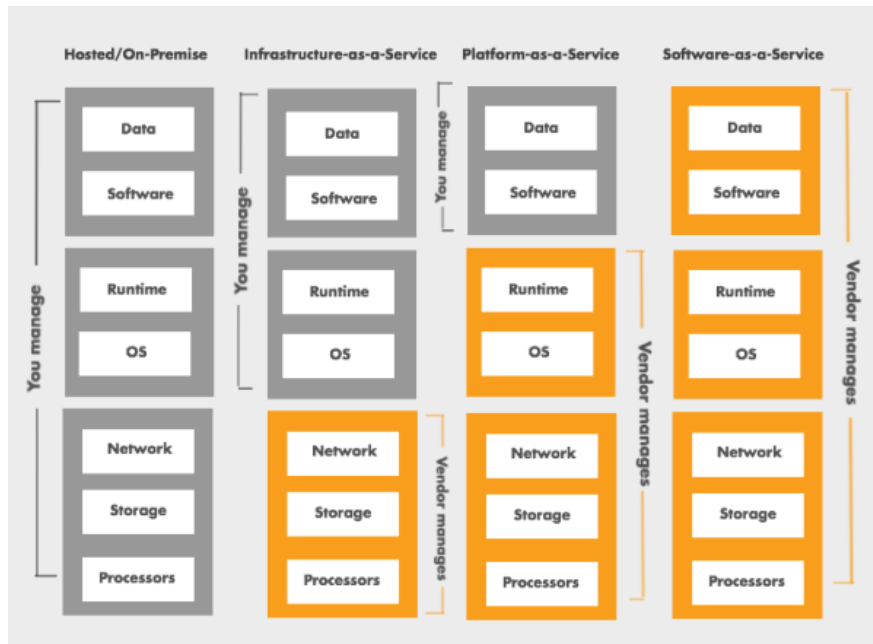 Hosted/On-Premise
Infrastructure-as-a-Service
Platform-as-a-Service
Software-as-a-Service
You manage
Data
Software
Runtime
OS
Network
Storage
Processors
You manage
Data
Software
Runtime
OS
Network
Storage
Processors
Vendor manages
You manage
Data
Software
Runtime
OS
Network
Storage
Processors
Vendor manages
Data
Software
Runtime
OS
Network
Storage
Processors
Vendor manages